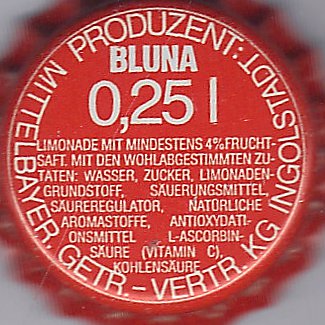 PRODUZENT: MITTELBAYER. GETR.-VERTR. KG INGOLSTADT
BLUNA
0,25 l
LIMONADE MIT MINDESTENS 4% FRUCHT-
SAFT. MIT DEN WOHLABGESTIMMTEN ZU-
TATEN: WASSER, ZUCKER, LIMONADEN-
GRUNDSTOFF, SÄUERUNGSMITTEL,
SÄUREREGULATOR, NATÜRLICHE
AROMASTOFFE, ANTIOXYDATI-
ONSMITTEL L-ASCORBIN-
SÄURE (VITAMIN C),
KOHLENSÄURE